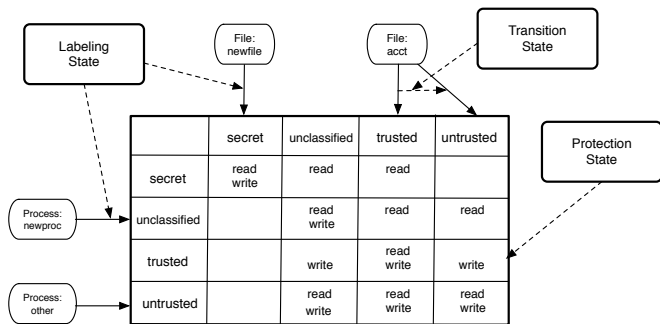 Labeling
State
File:
newfile
File:
acct
Transition
State
secret
unclassified
trusted
untrusted
Protection
State
secret
read
write
read
read
Process:
newproc
unclassified
read
write
read
read
trusted
write
read
write
write
Process:
other
untrusted
read
write
read
write
read
write